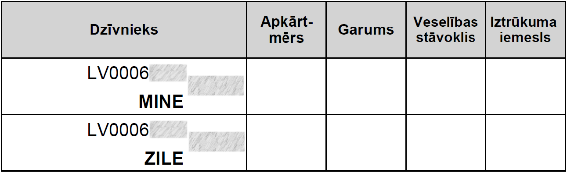 Dzīvnieks
Apkārt-
mērs
Garums
Veselības
stāvoklis
Iztrūkuma
iemesls
LV0006
MINE
LV0006
ZILE